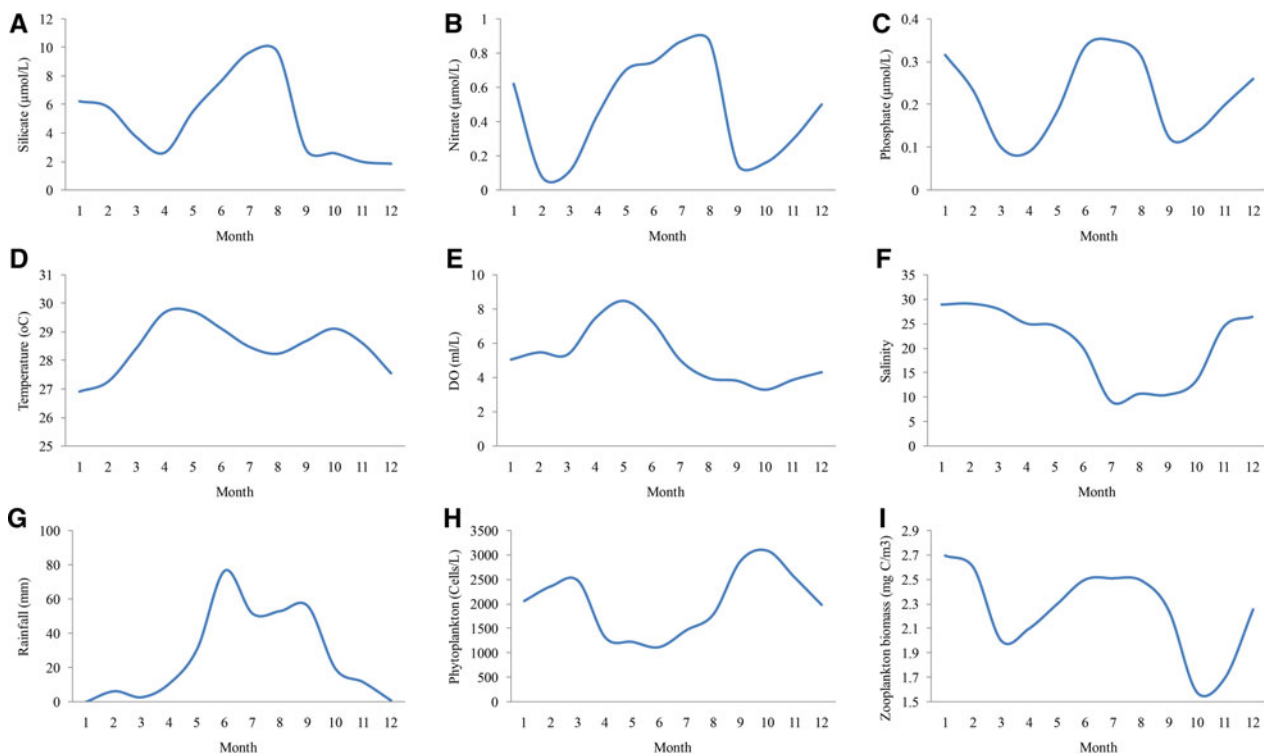 A
Silicate (µmol/L)
12
10
8
6
4
2
0
1 2 3 4 5 6 7 8 9 10 11 12
Month
B
Nitrate (µmol/L)
1
0.8
0.6
0.4
0.2
0
1 2 3 4 5 6 7 8 9 10 11 12
Month
C
Phosphate (µmol/L)
0.4
0.3
0.2
0.1
0
1 2 3 4 5 6 7 8 9 10 11 12
Month
D
Temperature (oC)
31
30
29
28
27
26
25
1 2 3 4 5 6 7 8 9 10 11 12
Month
E
DO (ml/L)
10
8
6
4
2
0
1 2 3 4 5 6 7 8 9 10 11 12
Month
F
Salinity
35
30
25
20
15
10
5
0
1 2 3 4 5 6 7 8 9 10 11 12
Month
G
Rainfall (mm)
100
80
60
40
20
0
1 2 3 4 5 6 7 8 9 10 11 12
Month
H
Phytoplankton (Cells/L)
3500
3000
2500
2000
1500
1000
500
0
1 2 3 4 5 6 7 8 9 10 11 12
Month
I
Zooplankton biomass (mg C/m3)
2.9
2.7
2.5
2.3
2.1
1.9
1.7
1.5
1 2 3 4 5 6 7 8 9 10 11 12
Month